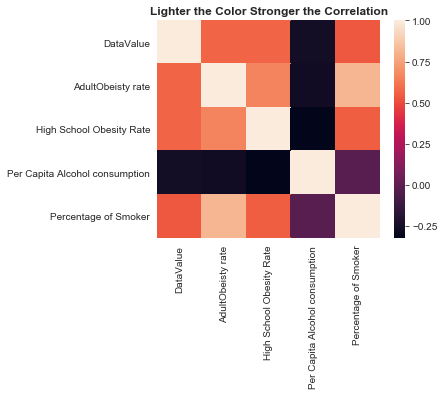 Lighter the Color Stronger the Correlation
DataValue
AdultObeisty rate
High School Obesity Rate
Per Capita Alcohol consumption
Percentage of Smoker
DataValue
AdultObeisty rate
High School Obesity Rate
Per Capita Alcohol consumption
Percentage of Smoker
1.00
0.75
0.50
0.25
0.00
−0.25